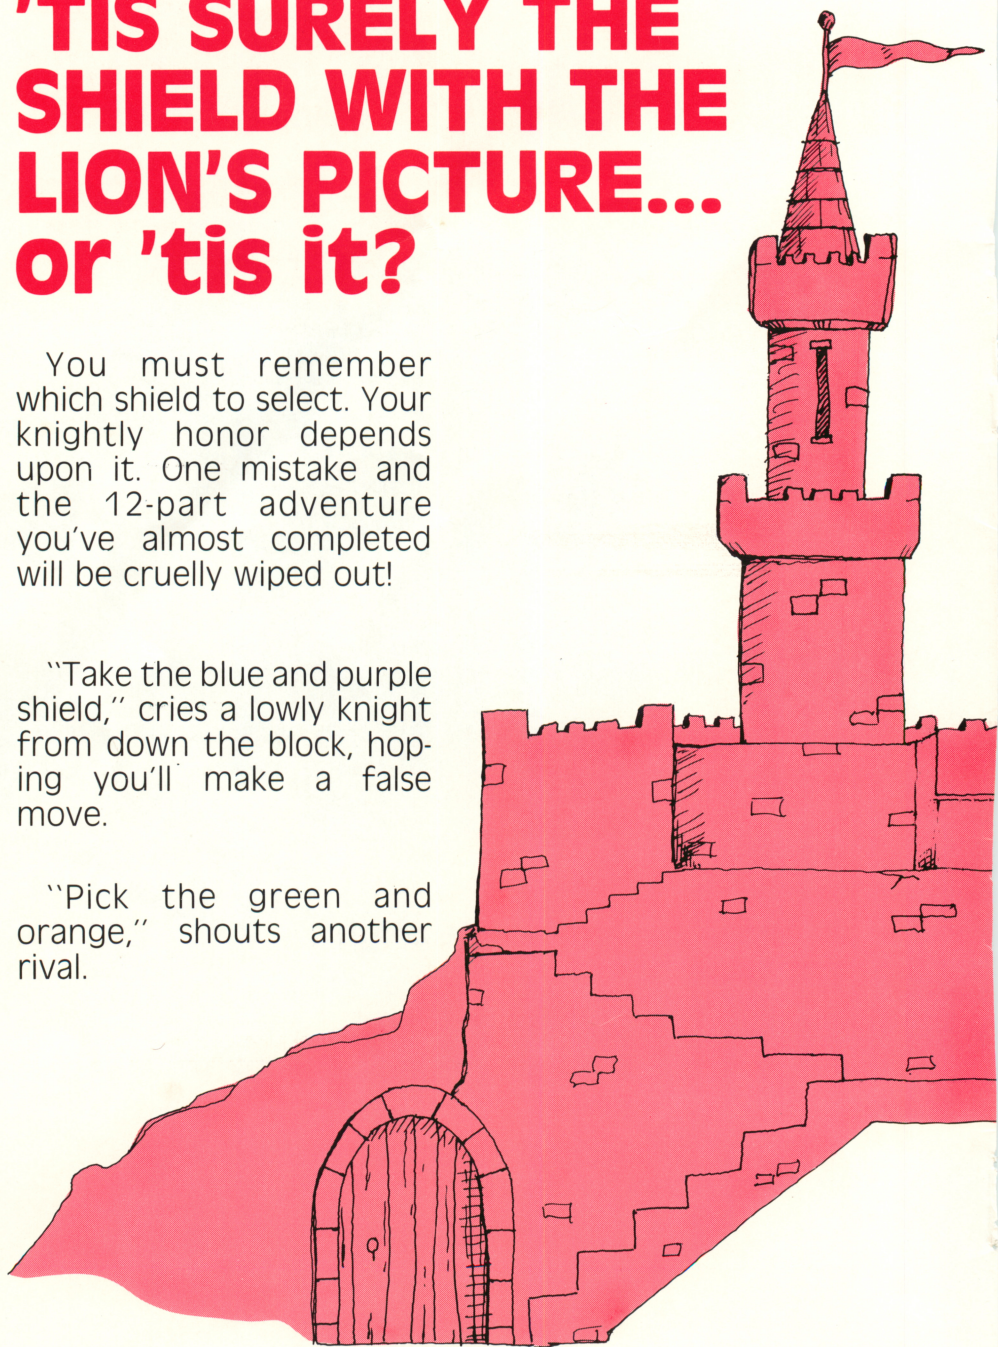 'TIS SURELY THE
SHIELD WITH THE
LION'S PICTURE...
or 'tis it?
You must remember
which shield to select. Your
knightly honor depends
upon it. One mistake and
the 12-part adventure
you've almost completed
will be cruelly wiped out!
"Take the blue and purple
shield," cries a lowly knight
from down the block, hop-
ing you'll make a false
move.
"Pick the green and
orange," shouts another
rival.